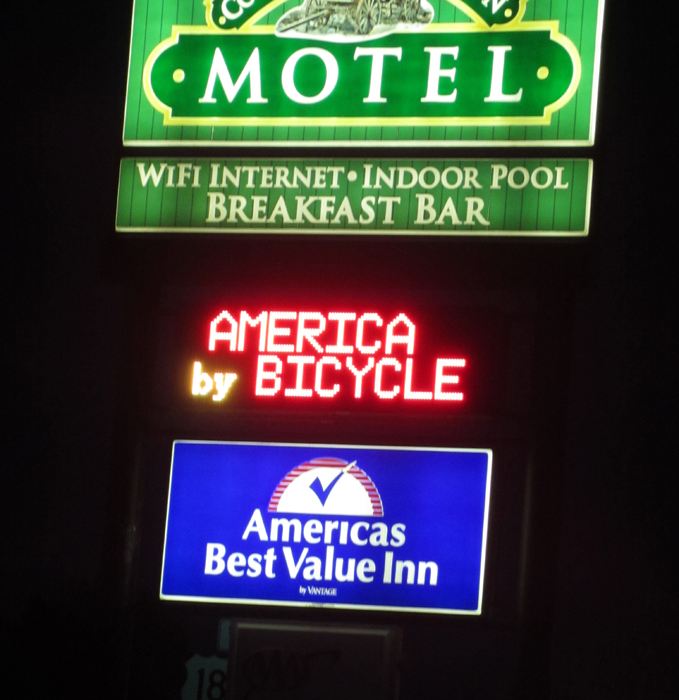 MOTEL
WIFI INTERNET • INDOOR POOL
BREAKFAST BAR
AMERICA
by BICYCLE
Americas
Best Value Inn
by VANTAGE
18